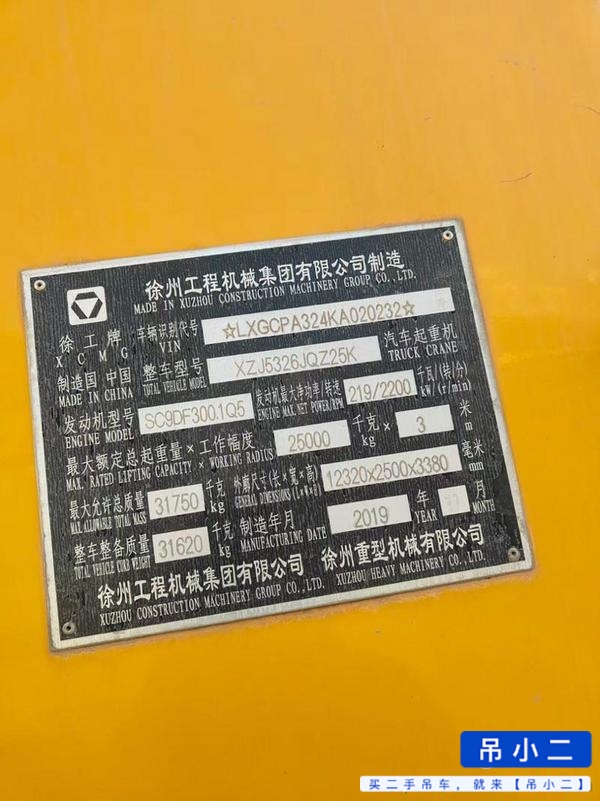 徐州工程机械集团有限公司制造
MADE IN XUZHOU CONSTRUCTION MACHINERY GROUP CO.,LTD.
徐工牌 车辆识别代号 ☆LXGCPA324KA020232☆
XCMG VIN
制造国 中国 整车型号 XZJ5326JQZ25K 汽车起重机
MADE IN CHINA TOTAL VEHICLE MODEL TRUCK CRANE
发动机型号 SC9DF300.1Q5 发动机最大净功率/转速 219/2200 千瓦/(转/分)
ENGINE MODEL ENGINE MAX.NET POWER/RPM kW/(r/min)
最大额定总起重量×工作幅度 25000 千克 × 3 米
MAX. RATED LIFTING CAPACITY × WORKING RADIUS kg m
最大允许总质量 31750 千克 外廓尺寸(长×宽×高) 12320x2500x3380 毫米
MAX ALLOWABLE TOTAL MASS kg GENERAL DIMENSIONS (L×W×H) mm
整车整备质量 31620 千克 制造年月 2019 年 月
TOTAL VEHICLE CURD WEIGHT kg MANUFACTURING DATE YEAR MONTH
徐州工程机械集团有限公司 徐州重型机械有限公司
XUZHOU CONSTRUCTION MACHINERY GROUP CO.,LTD. XUZHOU HEAVY MACHINERY CO.,LTD.
吊小二
买二手吊车，就来【吊小二】